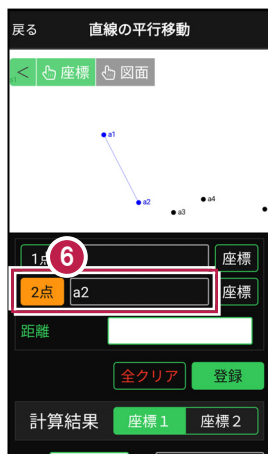 戻る 直線の平行移動
< 座標 図面
a1
a2
a4
a3
1点 座標
6
2点 a2 座標
距離
全クリア 登録
計算結果 座標1 座標2